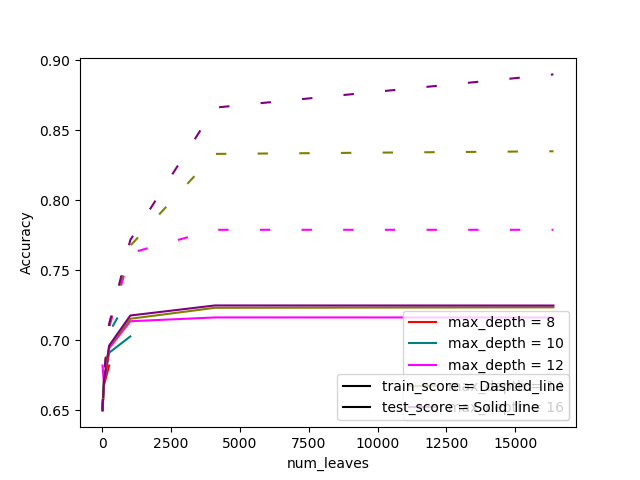 0.90
0.85
0.80
0.75
0.70
0.65
Accuracy
0
2500
5000
7500
10000
12500
15000
num_leaves
max_depth = 8
max_depth = 10
max_depth = 12
max_depth = 16
train_score = Dashed_line
test_score = Solid_line